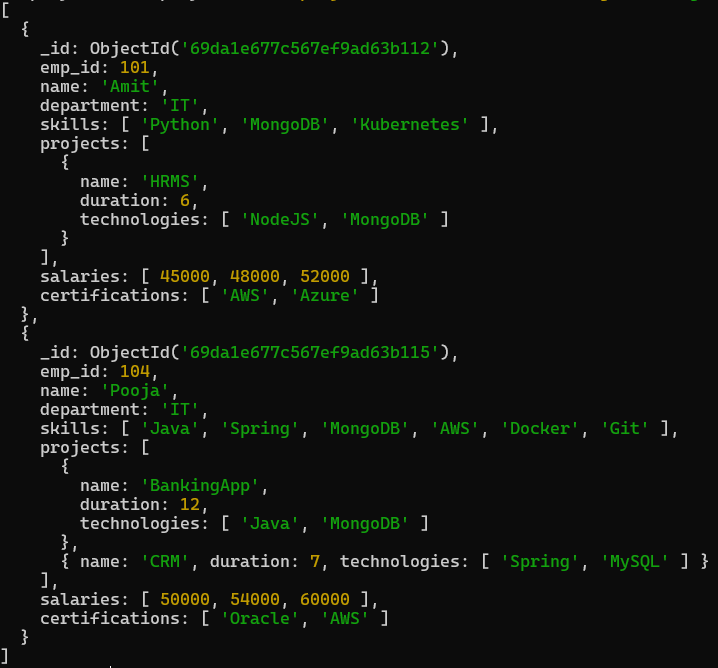 [
  {
    _id: ObjectId('69da1e677c567ef9ad63b112'),
    emp_id: 101,
    name: 'Amit',
    department: 'IT',
    skills: [ 'Python', 'MongoDB', 'Kubernetes' ],
    projects: [
      {
        name: 'HRMS',
        duration: 6,
        technologies: [ 'NodeJS', 'MongoDB' ]
      }
    ],
    salaries: [ 45000, 48000, 52000 ],
    certifications: [ 'AWS', 'Azure' ]
  },
  {
    _id: ObjectId('69da1e677c567ef9ad63b115'),
    emp_id: 104,
    name: 'Pooja',
    department: 'IT',
    skills: [ 'Java', 'Spring', 'MongoDB', 'AWS', 'Docker', 'Git' ],
    projects: [
      {
        name: 'BankingApp',
        duration: 12,
        technologies: [ 'Java', 'MongoDB' ]
      },
      { name: 'CRM', duration: 7, technologies: [ 'Spring', 'MySQL' ] }
    ],
    salaries: [ 50000, 54000, 60000 ],
    certifications: [ 'Oracle', 'AWS' ]
  }
]